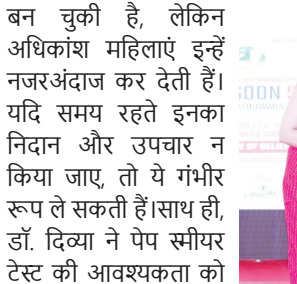 बन चुकी है, लेकिन
अधिकांश महिलाएं इन्हें
नजरअंदाज कर देती हैं।
यदि समय रहते इनका
निदान और उपचार न
किया जाए, तो ये गंभीर
रूप ले सकती हैं।साथ ही,
डॉ. दिव्या ने पेप स्मीयर
टेस्ट की आवश्यकता को